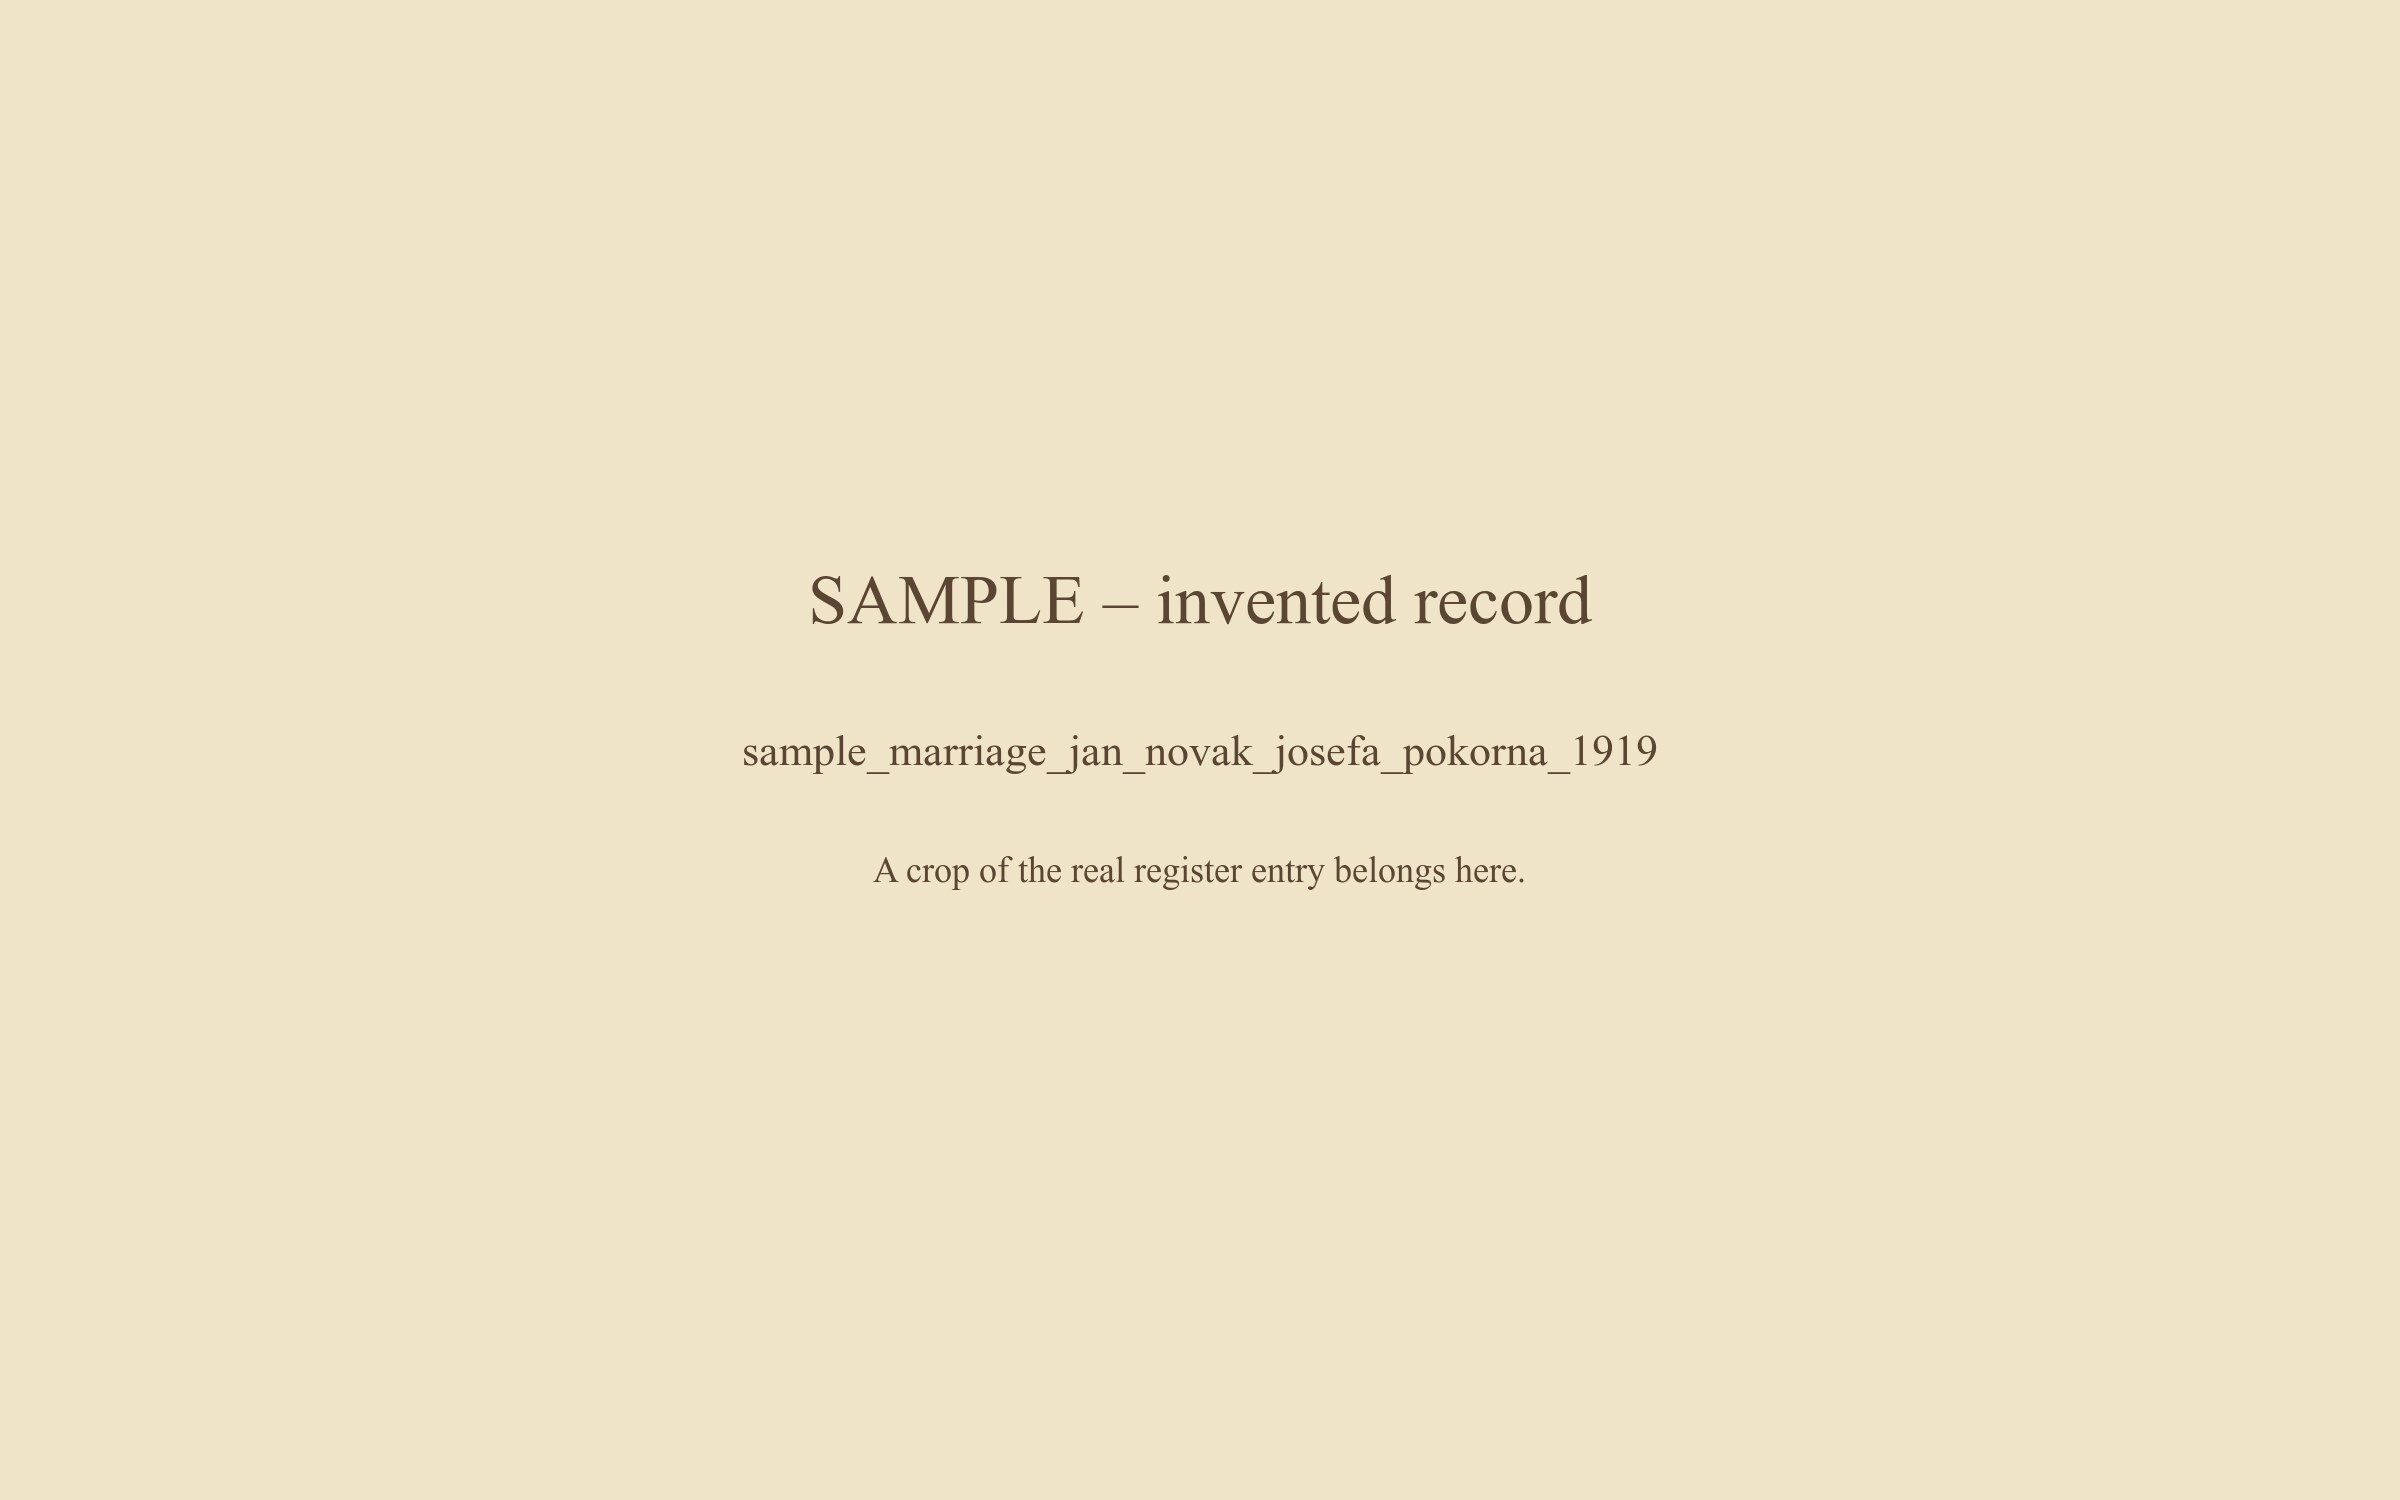 SAMPLE – invented record
sample_marriage_jan_novak_josefa_pokorna_1919
A crop of the real register entry belongs here.